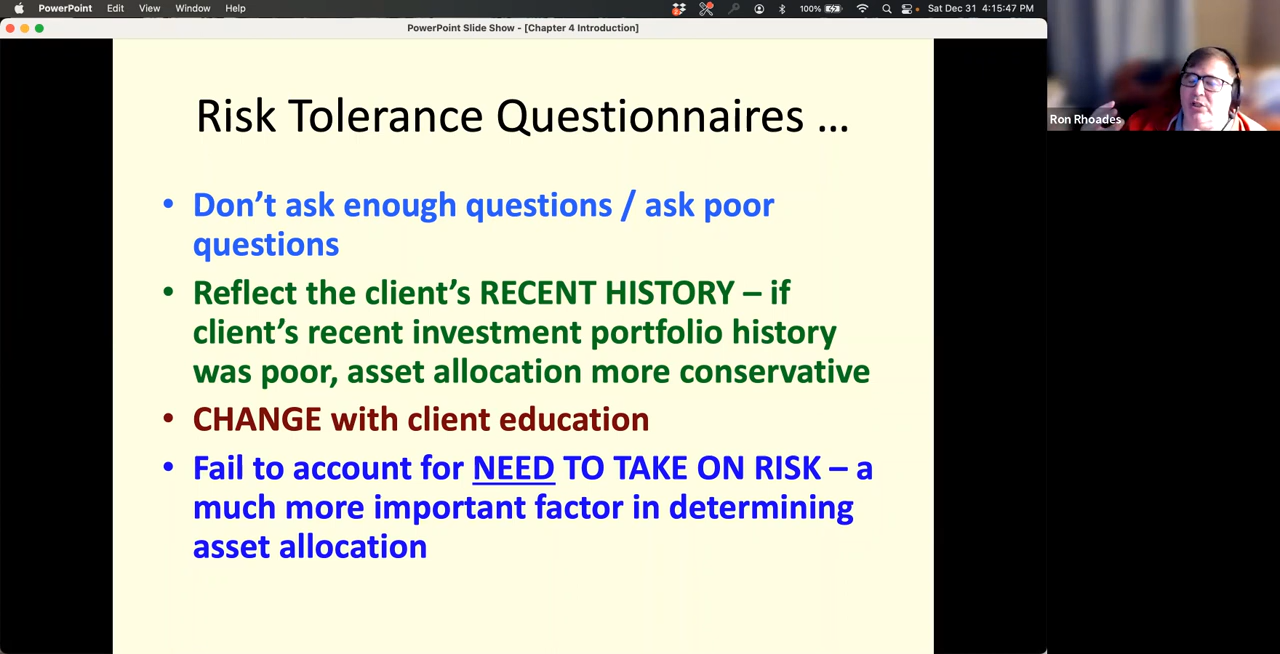 PowerPoint Edit View Window Help 100% Sat Dec 31 4:15:47 PM
PowerPoint Slide Show - [Chapter 4 Introduction]
Risk Tolerance Questionnaires ...
• Don't ask enough questions / ask poor
questions
• Reflect the client's RECENT HISTORY – if
client's recent investment portfolio history
was poor, asset allocation more conservative
• CHANGE with client education
• Fail to account for NEED TO TAKE ON RISK – a
much more important factor in determining
asset allocation
Ron Rhoades